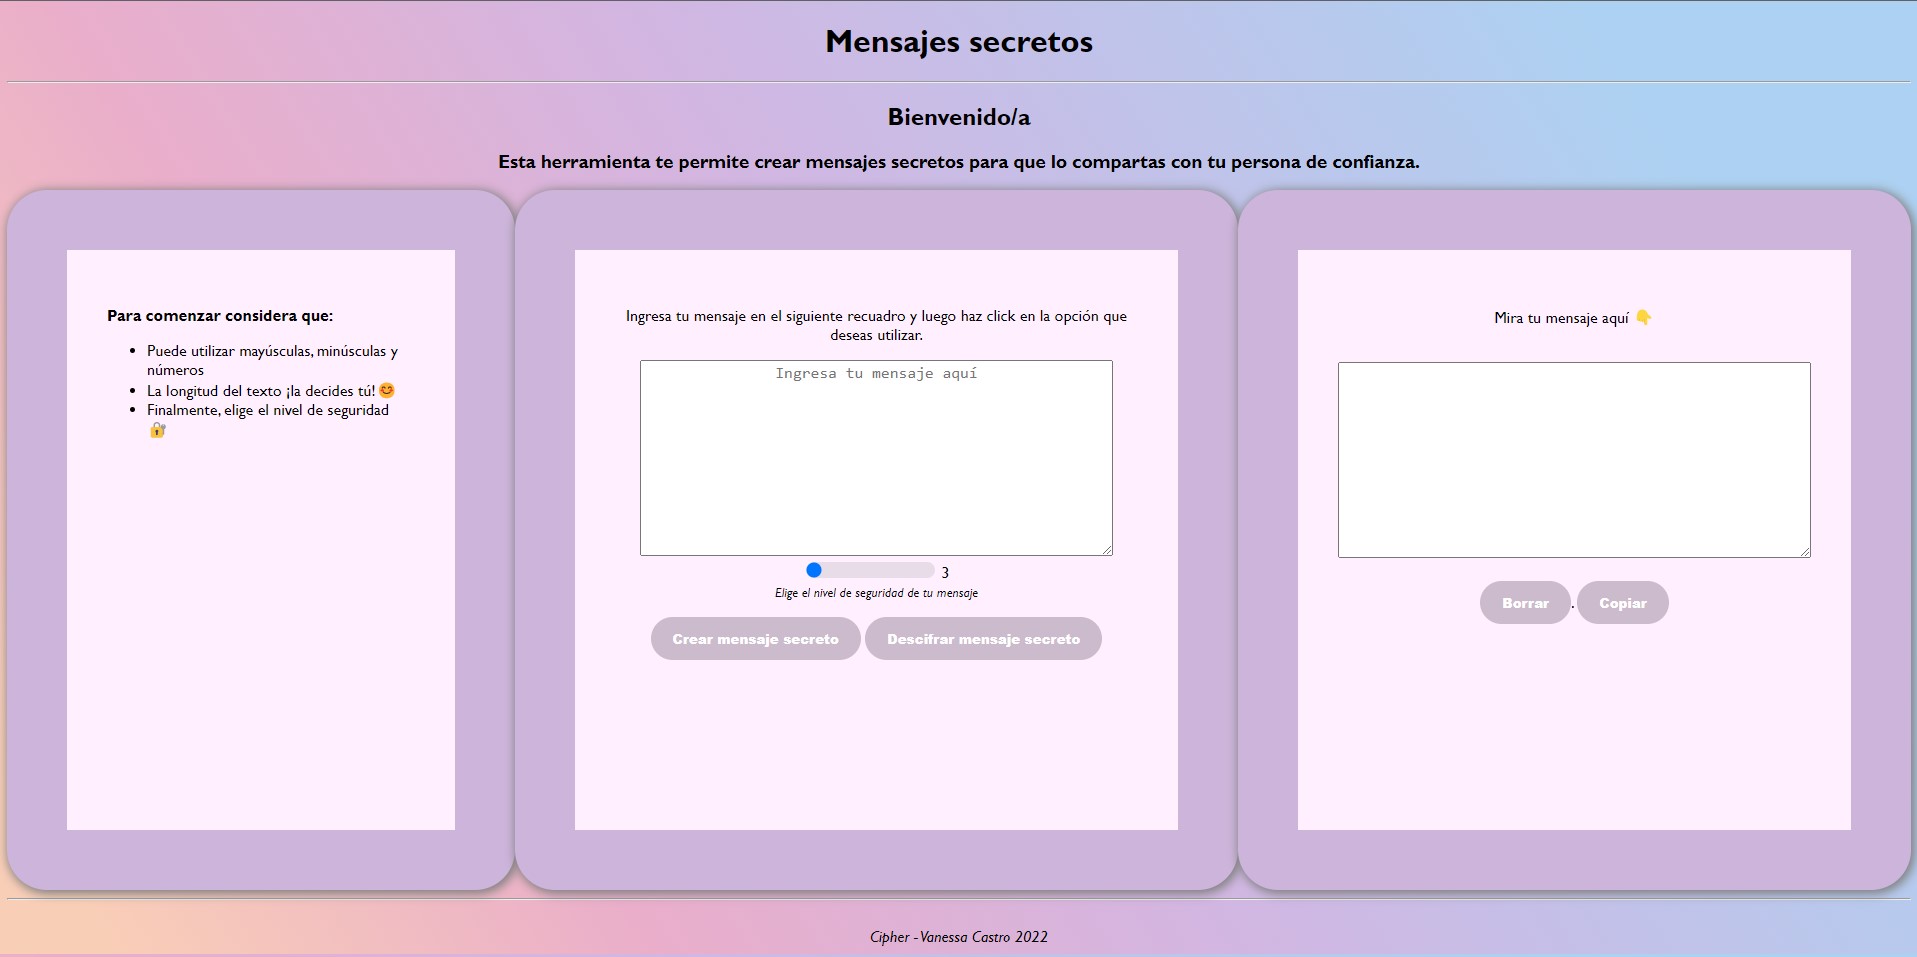 Mensajes secretos
Bienvenido/a
Esta herramienta te permite crear mensajes secretos para que lo compartas con tu persona de confianza.
Para comenzar considera que:
• Puede utilizar mayúsculas, minúsculas y
números
• La longitud del texto ¡la decides tú! 😊
• Finalmente, elige el nivel de seguridad
🔐
Ingresa tu mensaje en el siguiente recuadro y luego haz click en la opción que
deseas utilizar.
Ingresa tu mensaje aquí
3
Elige el nivel de seguridad de tu mensaje
Crear mensaje secreto Descifrar mensaje secreto
Mira tu mensaje aquí 👇
Borrar . Copiar
Cipher - Vanessa Castro 2022